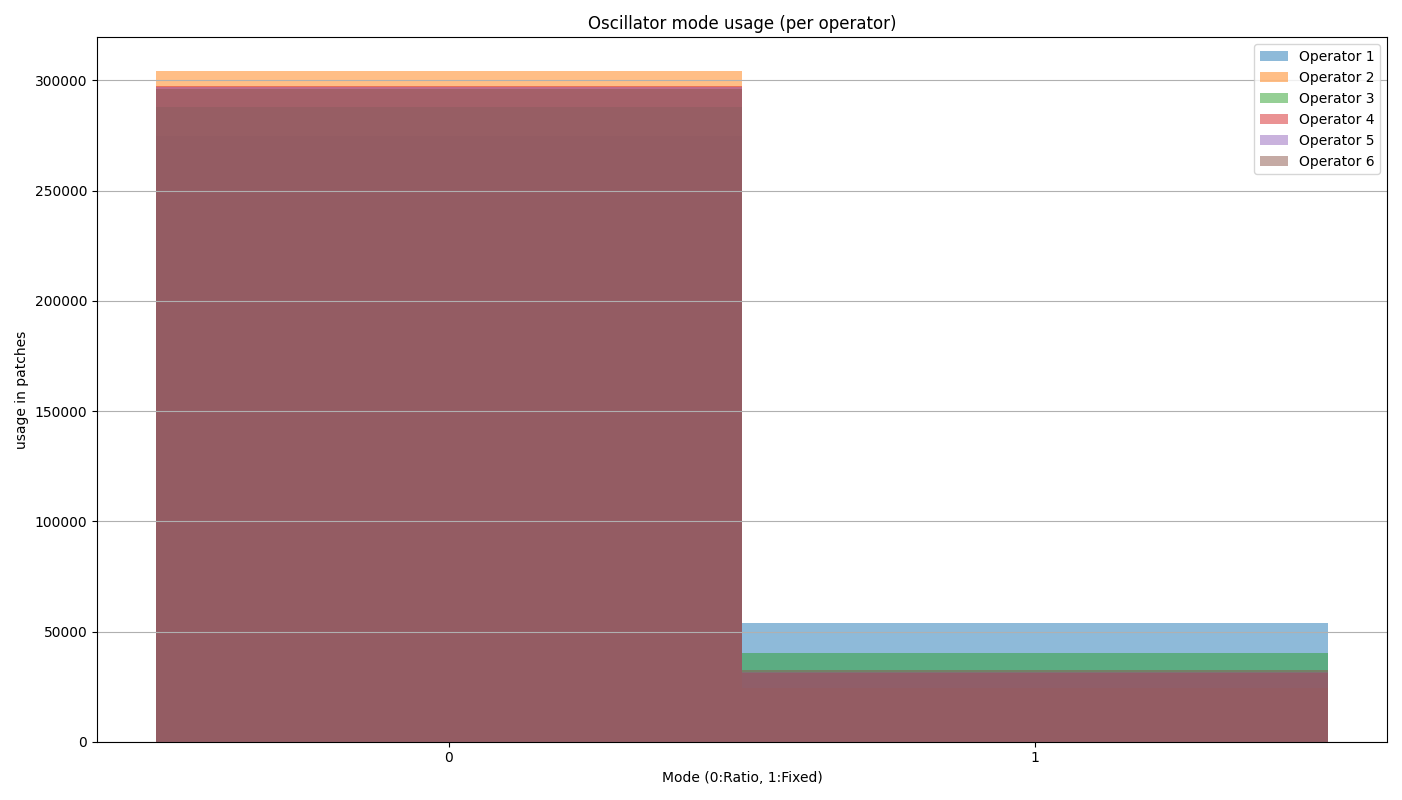 Oscillator mode usage (per operator)
Operator 1
Operator 2
Operator 3
Operator 4
Operator 5
Operator 6
300000
250000
200000
150000
100000
50000
0
usage in patches
0 1
Mode (0:Ratio, 1:Fixed)